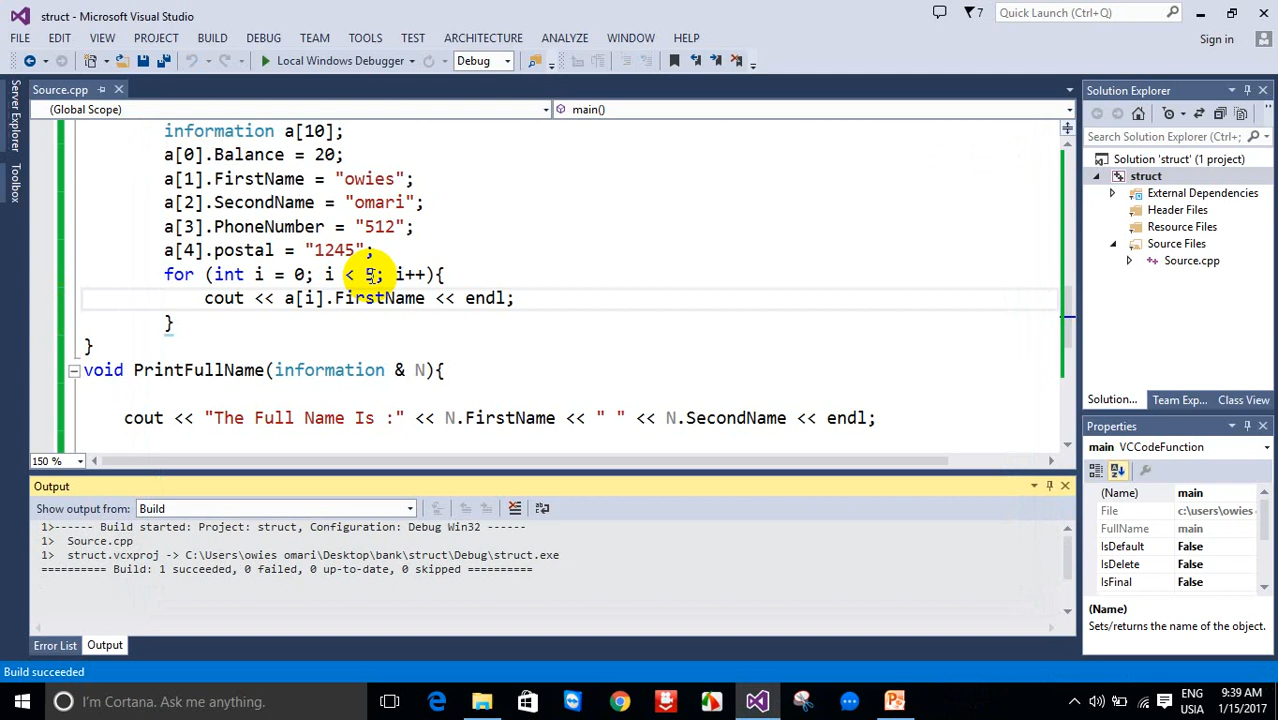 struct - Microsoft Visual Studio
7
Quick Launch (Ctrl+Q)
FILE EDIT VIEW PROJECT BUILD DEBUG TEAM TOOLS TEST ARCHITECTURE ANALYZE WINDOW HELP
Sign in
Local Windows Debugger
Debug
Server Explorer
Toolbox
Source.cpp
(Global Scope)
main()
information a[10];
a[0].Balance = 20;
a[1].FirstName = "owies";
a[2].SecondName = "omari";
a[3].PhoneNumber = "512";
a[4].postal = "1245";
for (int i = 0; i < 5; i++){
cout << a[i].FirstName << endl;
}
}
void PrintFullName(information & N){
cout << "The Full Name Is :" << N.FirstName << " " << N.SecondName << endl;
150 %
Output
Show output from: Build
1>------ Build started: Project: struct, Configuration: Debug Win32 ------
1> Source.cpp
1> struct.vcxproj -> C:\Users\owies omari\Desktop\bank\struct\Debug\struct.exe
========== Build: 1 succeeded, 0 failed, 0 up-to-date, 0 skipped ==========
Error List Output
Solution Explorer
Search Solution Explorer (Ctrl+;
Solution 'struct' (1 project)
struct
External Dependencies
Header Files
Resource Files
Source Files
Source.cpp
Solution... Team Exp... Class View
Properties
main VCCodeFunction
(Name) main
File c:\users\owies
FullName main
IsDefault False
IsDelete False
IsFinal False
(Name)
Sets/returns the name of the object.
Build succeeded
I'm Cortana. Ask me anything.
ENG
USIA
9:39 AM
1/15/2017